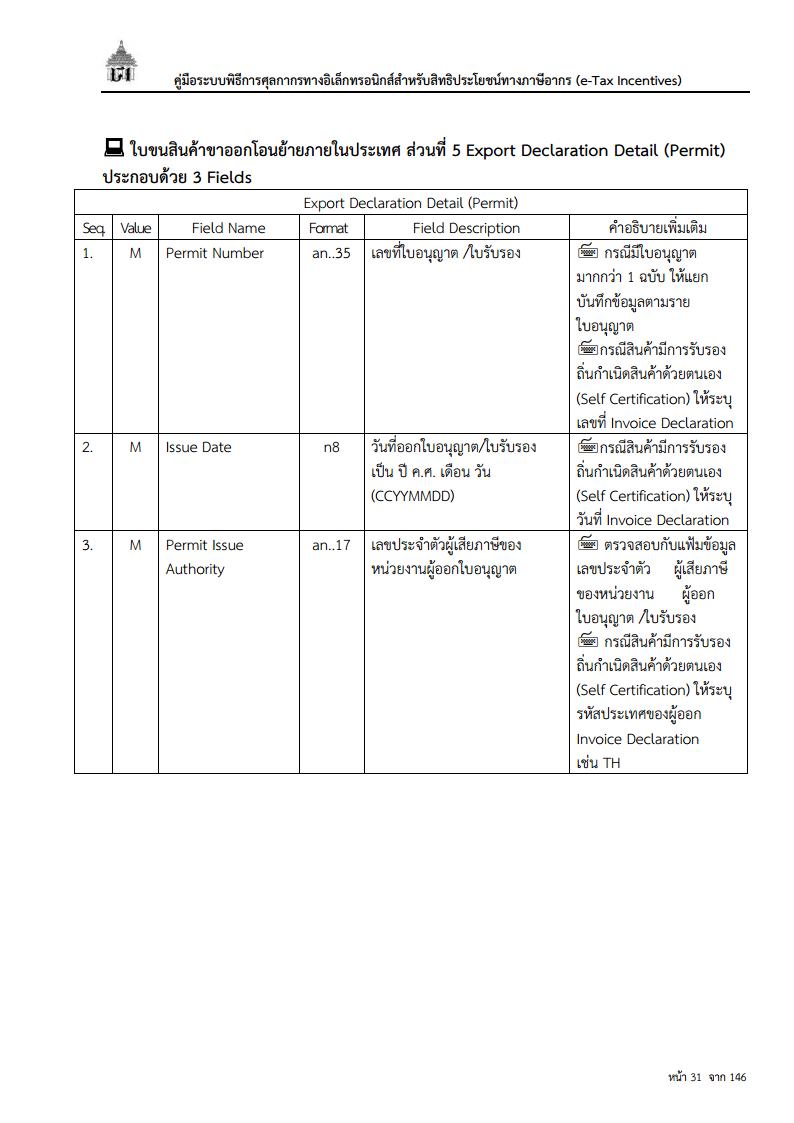 คู่มือระบบพิธีการศุลกากรทางอิเล็กทรอนิกส์สำหรับสิทธิประโยชน์ทางภาษีอากร (e-Tax Incentives)
ใบขนสินค้าขาออกโอนย้ายภายในประเทศ ส่วนที่ 5 Export Declaration Detail (Permit)
ประกอบด้วย 3 Fields
Export Declaration Detail (Permit)
Seq. Value Field Name Format Field Description คำอธิบายเพิ่มเติม
1. M Permit Number an..35 เลขที่ใบอนุญาต /ใบรับรอง กรณีมีใบอนุญาต
มากกว่า 1 ฉบับ ให้แยก
บันทึกข้อมูลตามราย
ใบอนุญาต
กรณีสินค้ามีการรับรอง
ถิ่นกำเนิดสินค้าด้วยตนเอง
(Self Certification) ให้ระบุ
เลขที่ Invoice Declaration
2. M Issue Date n8 วันที่ออกใบอนุญาต/ใบรับรอง กรณีสินค้ามีการรับรอง
เป็น ปี ค.ศ. เดือน วัน ถิ่นกำเนิดสินค้าด้วยตนเอง
(CCYYMMDD) (Self Certification) ให้ระบุ
วันที่ Invoice Declaration
3. M Permit Issue an..17 เลขประจำตัวผู้เสียภาษีของ ตรวจสอบกับแฟ้มข้อมูล
Authority หน่วยงานผู้ออกใบอนุญาต เลขประจำตัว ผู้เสียภาษี
ของหน่วยงาน ผู้ออก
ใบอนุญาต /ใบรับรอง
กรณีสินค้ามีการรับรอง
ถิ่นกำเนิดสินค้าด้วยตนเอง
(Self Certification) ให้ระบุ
รหัสประเทศของผู้ออก
Invoice Declaration
เช่น TH
หน้า 31 จาก 146